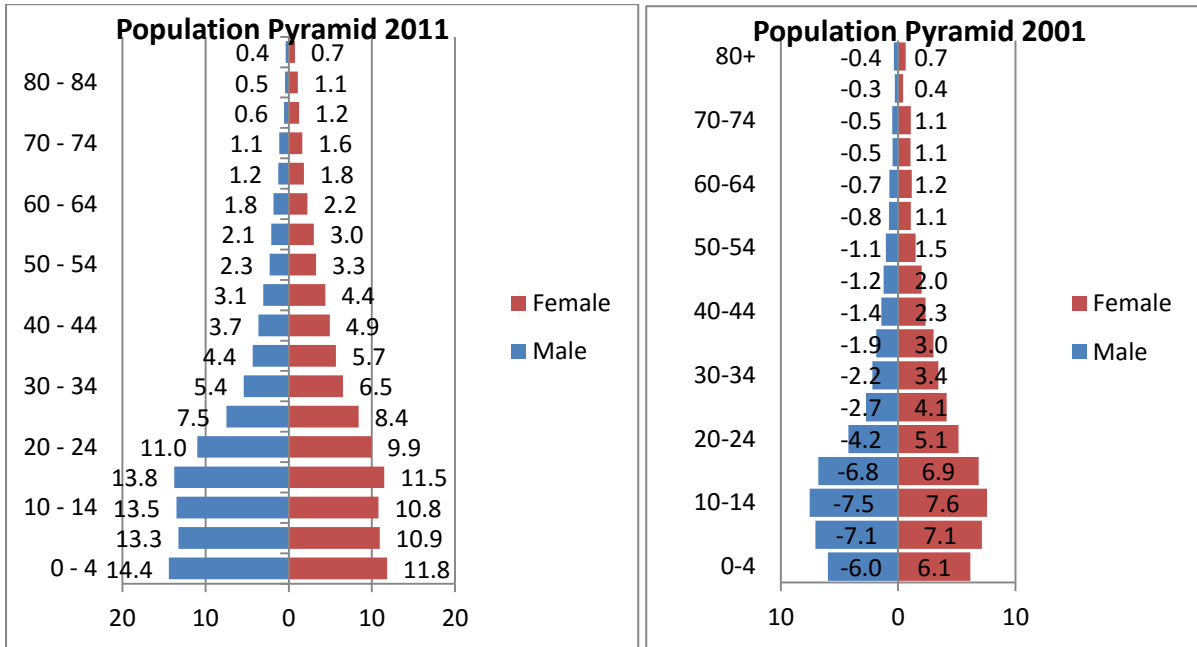 Population Pyramid 2011
0.4 0.7
80 - 84 0.5 1.1
0.6 1.2
70 - 74 1.1 1.6
1.2 1.8
60 - 64 1.8 2.2
2.1 3.0
50 - 54 2.3 3.3
3.1 4.4
40 - 44 3.7 4.9
4.4 5.7
30 - 34 5.4 6.5
7.5 8.4
20 - 24 11.0 9.9
13.8 11.5
10 - 14 13.5 10.8
13.3 10.9
0 - 4 14.4 11.8
20 10 0 10 20
Female
Male
Population Pyramid 2001
80+ -0.4 0.7
-0.3 0.4
70-74 -0.5 1.1
-0.5 1.1
60-64 -0.7 1.2
-0.8 1.1
50-54 -1.1 1.5
-1.2 2.0
40-44 -1.4 2.3
-1.9 3.0
30-34 -2.2 3.4
-2.7 4.1
20-24 -4.2 5.1
-6.8 6.9
10-14 -7.5 7.6
-7.1 7.1
0-4 -6.0 6.1
10 0 10
Female
Male